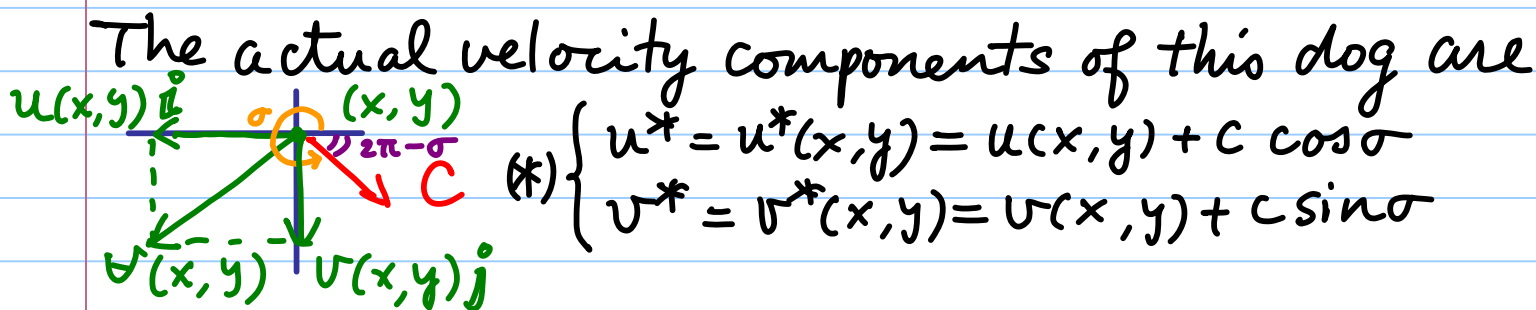 The actual velocity components of this dog are
u(x,y) i
σ
(x,y)
2π-σ
C
v(x,y)
v(x,y)j
(*) { u* = u*(x,y) = u(x,y) + c cosσ
v* = v*(x,y) = v(x,y) + c sinσ